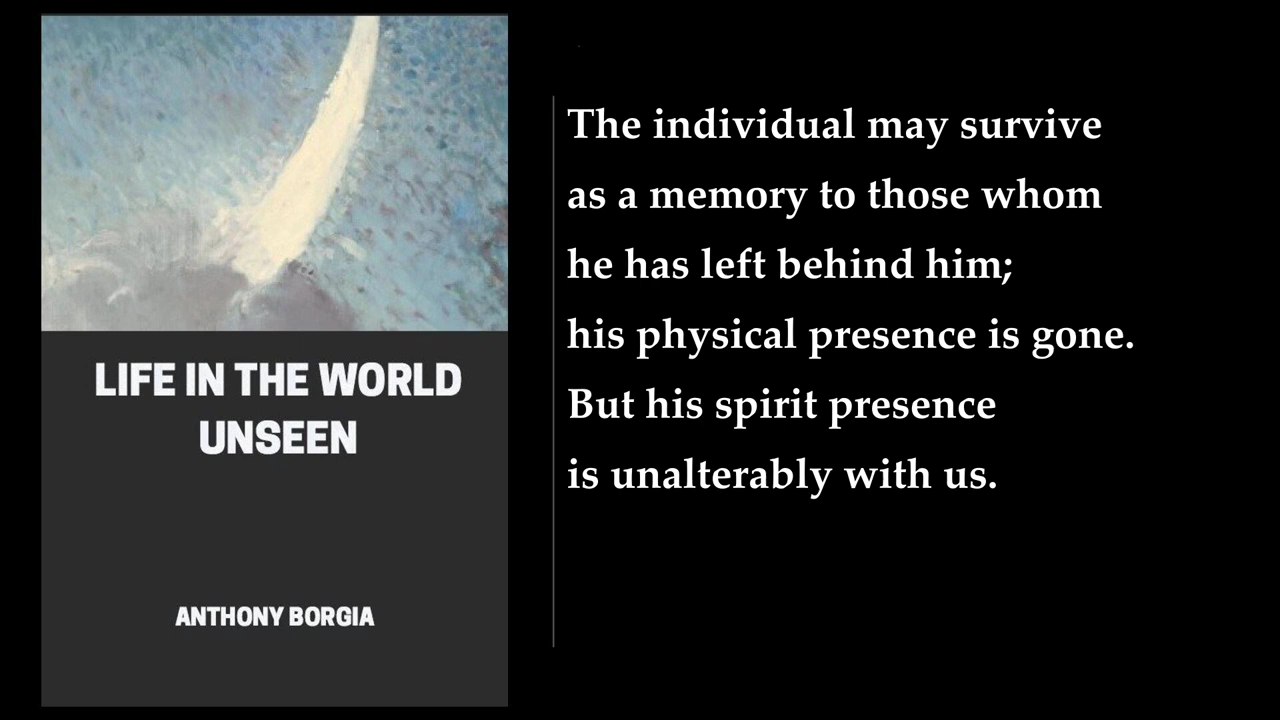 LIFE IN THE WORLD
UNSEEN
ANTHONY BORGIA
The individual may survive
as a memory to those whom
he has left behind him;
his physical presence is gone.
But his spirit presence
is unalterably with us.